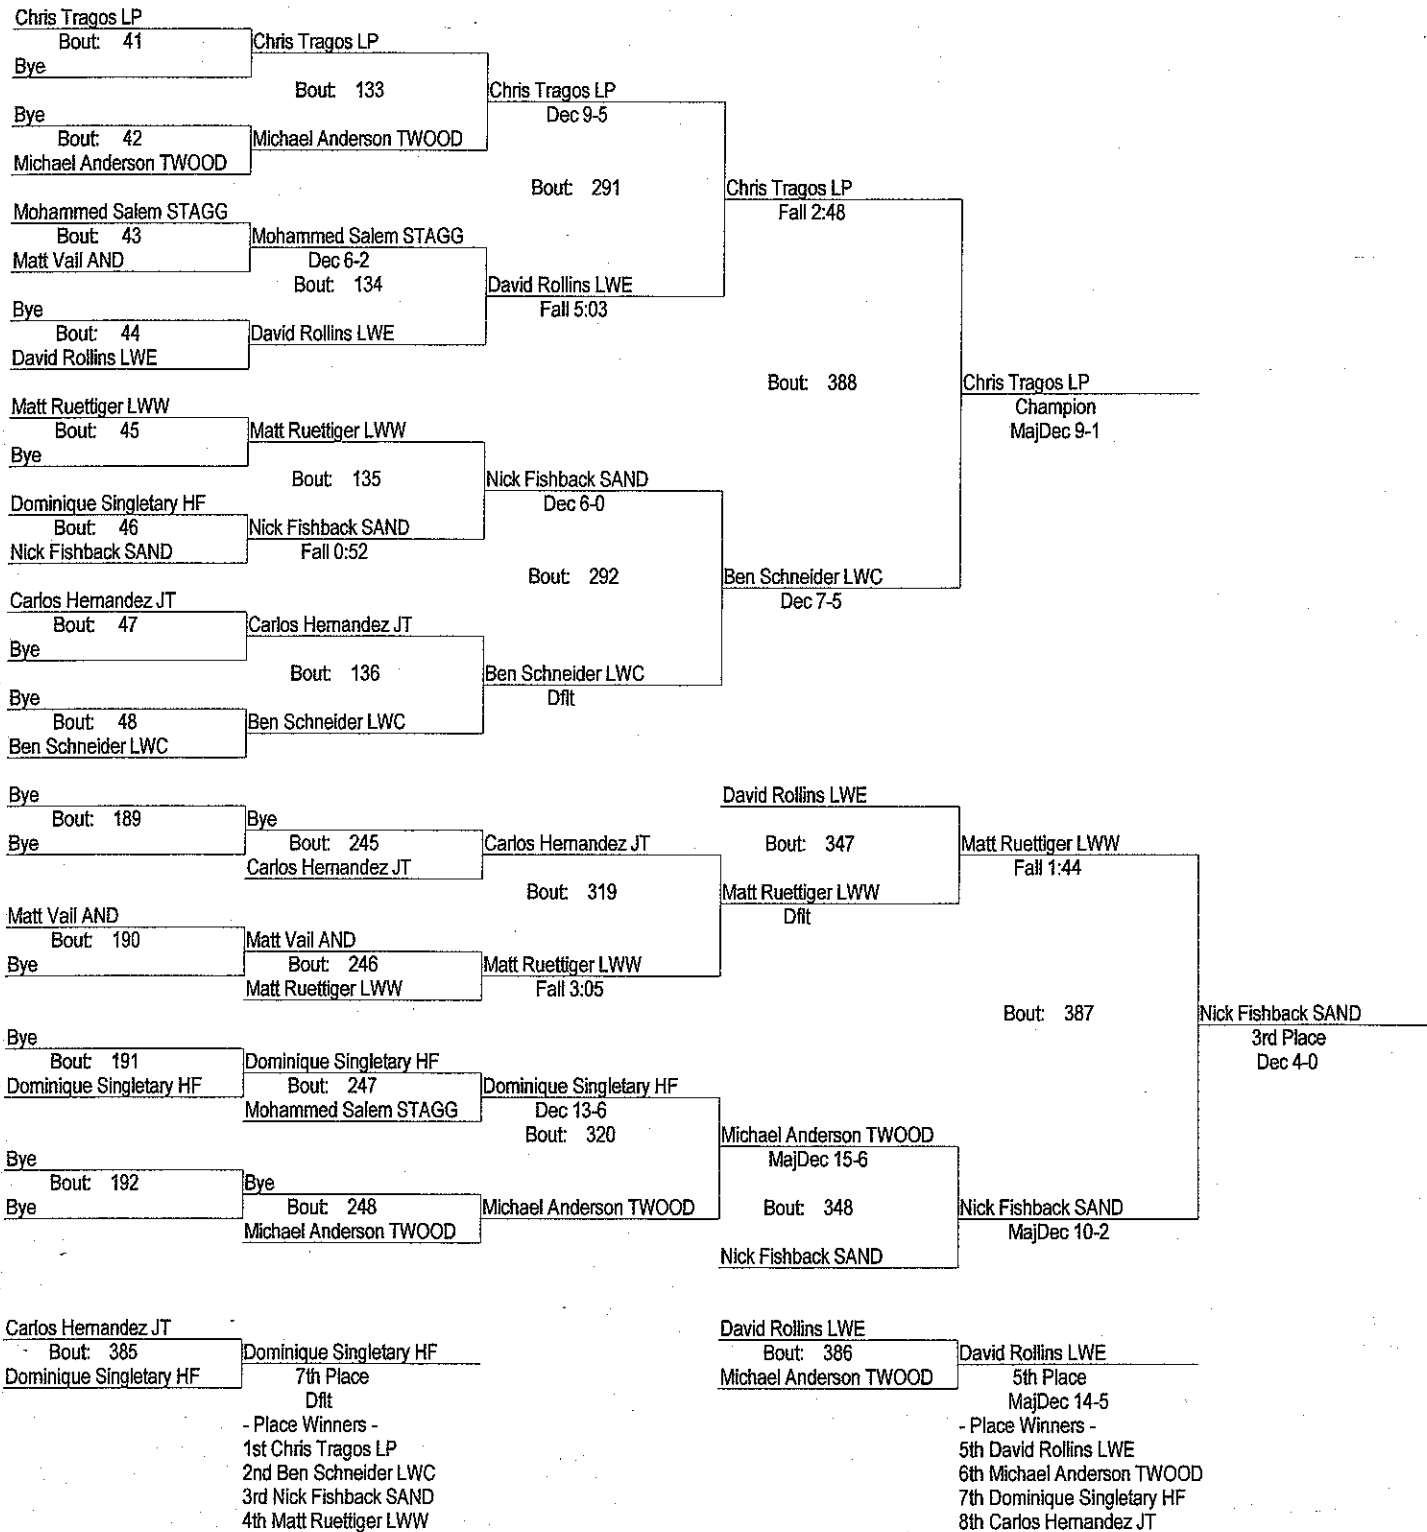 Chris Tragos LP
Bout: 41
Bye
Chris Tragos LP
Bout: 133
Bye
Bout: 42
Michael Anderson TWOOD
Michael Anderson TWOOD
Chris Tragos LP
Dec 9-5
Bout: 291
Mohammed Salem STAGG
Bout: 43
Matt Vail AND
Mohammed Salem STAGG
Dec 6-2
Bout: 134
Bye
Bout: 44
David Rollins LWE
David Rollins LWE
David Rollins LWE
Fall 5:03
Chris Tragos LP
Fall 2:48
Bout: 388
Matt Ruettiger LWW
Bout: 45
Bye
Matt Ruettiger LWW
Bout: 135
Dominique Singletary HF
Bout: 46
Nick Fishback SAND
Nick Fishback SAND
Fall 0:52
Nick Fishback SAND
Dec 6-0
Bout: 292
Carlos Hernandez JT
Bout: 47
Bye
Carlos Hernandez JT
Bout: 136
Bye
Bout: 48
Ben Schneider LWC
Ben Schneider LWC
Ben Schneider LWC
Dflt
Ben Schneider LWC
Dec 7-5
Chris Tragos LP
Champion
MajDec 9-1
Bye
Bout: 189
Bye
Bye
Bout: 245
Carlos Hernandez JT
Carlos Hernandez JT
Bout: 319
Matt Vail AND
Bout: 190
Bye
Matt Vail AND
Bout: 246
Matt Ruettiger LWW
Matt Ruettiger LWW
Fall 3:05
David Rollins LWE
Bout: 347
Matt Ruettiger LWW
Dflt
Matt Ruettiger LWW
Fall 1:44
Bout: 387
Bye
Bout: 191
Dominique Singletary HF
Dominique Singletary HF
Bout: 247
Mohammed Salem STAGG
Dominique Singletary HF
Dec 13-6
Bout: 320
Bye
Bout: 192
Bye
Bye
Bout: 248
Michael Anderson TWOOD
Michael Anderson TWOOD
Michael Anderson TWOOD
MajDec 15-6
Bout: 348
Nick Fishback SAND
Nick Fishback SAND
MajDec 10-2
Nick Fishback SAND
3rd Place
Dec 4-0
Carlos Hernandez JT
Bout: 385
Dominique Singletary HF
Dominique Singletary HF
7th Place
Dflt
- Place Winners -
1st Chris Tragos LP
2nd Ben Schneider LWC
3rd Nick Fishback SAND
4th Matt Ruettiger LWW
David Rollins LWE
Bout: 386
Michael Anderson TWOOD
David Rollins LWE
5th Place
MajDec 14-5
- Place Winners -
5th David Rollins LWE
6th Michael Anderson TWOOD
7th Dominique Singletary HF
8th Carlos Hernandez JT